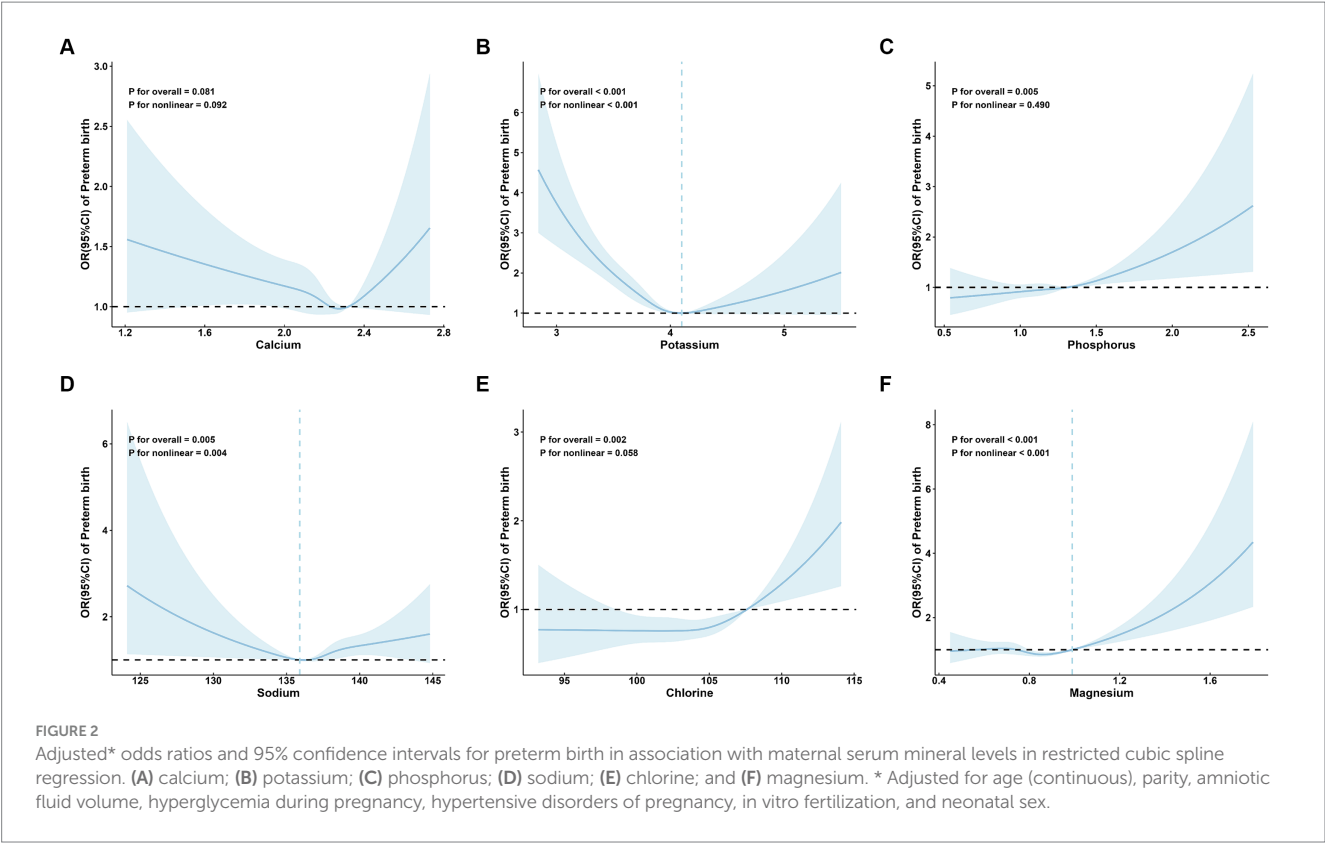 A
P for overall = 0.081
P for nonlinear = 0.092
OR(95%CI) of Preterm birth
3.0
2.5
2.0
1.5
1.0
1.2 1.6 2.0 2.4 2.8
Calcium
B
P for overall < 0.001
P for nonlinear < 0.001
OR(95%CI) of Preterm birth
6
5
4
3
2
1
3 4 5
Potassium
C
P for overall = 0.005
P for nonlinear = 0.490
OR(95%CI) of Preterm birth
5
4
3
2
1
0.5 1.0 1.5 2.0 2.5
Phosphorus
D
P for overall = 0.005
P for nonlinear = 0.004
OR(95%CI) of Preterm birth
6
4
2
125 130 135 140 145
Sodium
E
P for overall = 0.002
P for nonlinear = 0.058
OR(95%CI) of Preterm birth
3
2
1
95 100 105 110 115
Chlorine
F
P for overall < 0.001
P for nonlinear < 0.001
OR(95%CI) of Preterm birth
8
6
4
2
0.4 0.8 1.2 1.6
Magnesium
FIGURE 2
Adjusted* odds ratios and 95% confidence intervals for preterm birth in association with maternal serum mineral levels in restricted cubic spline
regression. (A) calcium; (B) potassium; (C) phosphorus; (D) sodium; (E) chlorine; and (F) magnesium. * Adjusted for age (continuous), parity, amniotic
fluid volume, hyperglycemia during pregnancy, hypertensive disorders of pregnancy, in vitro fertilization, and neonatal sex.